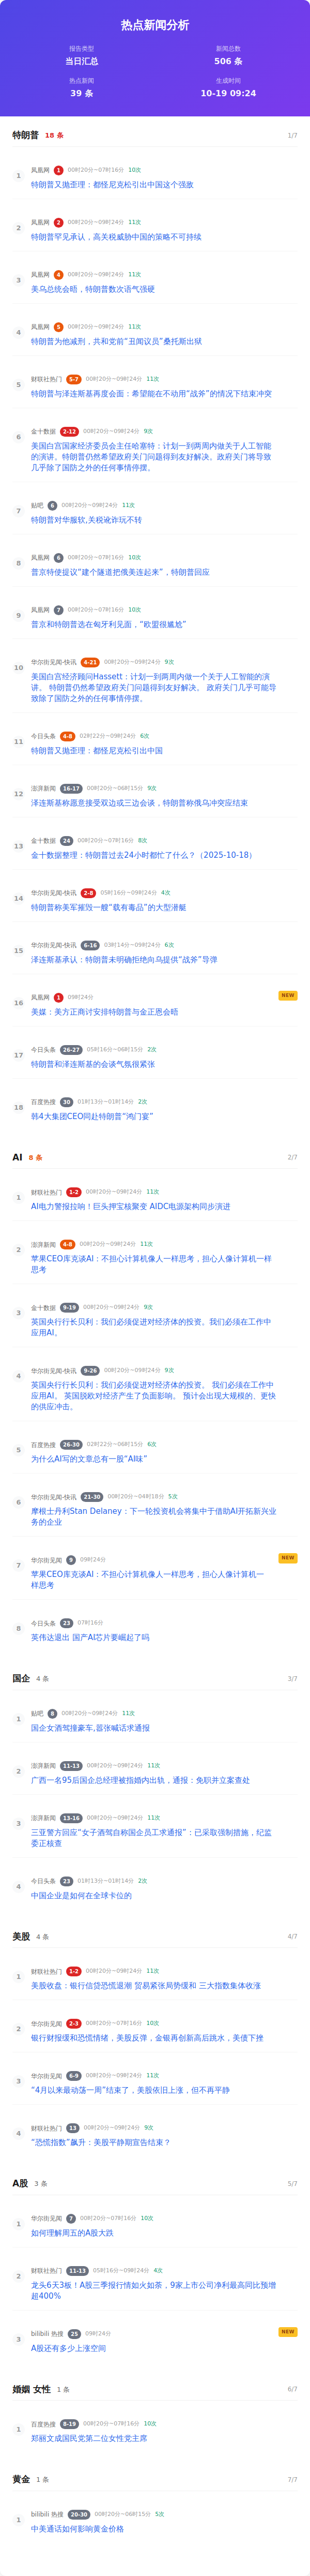 热点新闻分析
报告类型
新闻总数
当日汇总
506 条
热点新闻
生成时间
39 条
10-19 09:24
特朗普 18 条 1/7
1
凤凰网 1 00时20分~07时16分 10次
特朗普又抛歪理：都怪尼克松引出中国这个强敌
2
凤凰网 2 00时20分~09时24分 11次
特朗普罕见承认，高关税威胁中国的策略不可持续
3
凤凰网 4 00时20分~09时24分 11次
美乌总统会晤，特朗普数次语气强硬
4
凤凰网 5 00时20分~09时24分 11次
特朗普为他减刑，共和党前“丑闻议员”桑托斯出狱
5
财联社热门 5-7 00时20分~09时24分 11次
特朗普与泽连斯基再度会面：希望能在不动用“战斧”的情况下结束冲突
6
金十数据 2-12 00时20分~09时24分 9次
美国白宫国家经济委员会主任哈塞特：计划一到两周内做关于人工智能
的演讲。特朗普仍然希望政府关门问题得到友好解决。政府关门将导致
几乎除了国防之外的任何事情停摆。
7
贴吧 6 00时20分~09时24分 11次
特朗普对华服软,关税讹诈玩不转
8
凤凰网 6 00时20分~07时16分 10次
普京特使提议“建个隧道把俄美连起来”，特朗普回应
9
凤凰网 7 00时20分~07时16分 10次
普京和特朗普选在匈牙利见面，“欧盟很尴尬”
10
华尔街见闻-快讯 4-21 00时20分~09时24分 9次
美国白宫经济顾问Hassett：计划一到两周内做一个关于人工智能的演
讲。 特朗普仍然希望政府关门问题得到友好解决。 政府关门几乎可能导
致除了国防之外的任何事情停摆。
11
今日头条 4-8 02时22分~09时24分 6次
特朗普又抛歪理：都怪尼克松引出中国
12
澎湃新闻 16-17 00时20分~06时15分 9次
泽连斯基称愿意接受双边或三边会谈，特朗普称俄乌冲突应结束
13
金十数据 24 00时20分~07时16分 8次
金十数据整理：特朗普过去24小时都忙了什么？（2025-10-18）
14
华尔街见闻-快讯 2-8 05时16分~09时24分 4次
特朗普称美军摧毁一艘“载有毒品”的大型潜艇
15
华尔街见闻-快讯 6-16 03时14分~09时24分 6次
泽连斯基承认：特朗普未明确拒绝向乌提供“战斧”导弹
16
凤凰网 1 09时24分 NEW
美媒：美方正商讨安排特朗普与金正恩会晤
17
今日头条 26-27 05时16分~06时15分 2次
特朗普和泽连斯基的会谈气氛很紧张
18
百度热搜 30 01时13分~01时14分 2次
韩4大集团CEO同赴特朗普“鸿门宴”
AI 8 条 2/7
1
财联社热门 1-2 00时20分~09时24分 11次
AI电力警报拉响！巨头押宝核聚变 AIDC电源架构同步演进
2
澎湃新闻 4-8 00时20分~09时24分 11次
苹果CEO库克谈AI：不担心计算机像人一样思考，担心人像计算机一样
思考
3
金十数据 9-19 00时20分~09时24分 9次
英国央行行长贝利：我们必须促进对经济体的投资。我们必须在工作中
应用AI。
4
华尔街见闻-快讯 9-26 00时20分~09时24分 9次
英国央行行长贝利：我们必须促进对经济体的投资。 我们必须在工作中
应用AI。 英国脱欧对经济产生了负面影响。 预计会出现大规模的、更快
的供应冲击。
5
百度热搜 26-30 02时22分~06时15分 6次
为什么AI写的文章总有一股“AI味”
6
华尔街见闻-快讯 21-30 00时20分~04时18分 5次
摩根士丹利Stan Delaney：下一轮投资机会将集中于借助AI开拓新兴业
务的企业
7
华尔街见闻 9 09时24分 NEW
苹果CEO库克谈AI：不担心计算机像人一样思考，担心人像计算机一
样思考
8
今日头条 23 07时16分
英伟达退出 国产AI芯片要崛起了吗
国企 4 条 3/7
1
贴吧 8 00时20分~09时24分 11次
国企女酒驾撞豪车,嚣张喊话求通报
2
澎湃新闻 11-13 00时20分~09时24分 11次
广西一名95后国企总经理被指婚内出轨，通报：免职并立案查处
3
澎湃新闻 13-16 00时20分~09时24分 11次
三亚警方回应“女子酒驾自称国企员工求通报”：已采取强制措施，纪监
委正核查
4
今日头条 23 01时13分~01时14分 2次
中国企业是如何在全球卡位的
美股 4 条 4/7
1
财联社热门 1-2 00时20分~09时24分 11次
美股收盘：银行信贷恐慌退潮 贸易紧张局势缓和 三大指数集体收涨
2
华尔街见闻 2-3 00时20分~07时16分 10次
银行财报缓和恐慌情绪，美股反弹，金银再创新高后跳水，美债下挫
3
华尔街见闻 6-9 00时20分~09时24分 11次
“4月以来最动荡一周”结束了，美股依旧上涨，但不再平静
4
财联社热门 13 00时20分~09时24分 9次
“恐慌指数”飙升：美股平静期宣告结束？
A股 3 条 5/7
1
华尔街见闻 7 00时20分~07时16分 10次
如何理解周五的A股大跌
2
财联社热门 11-13 05时16分~09时24分 4次
龙头6天3板！A股三季报行情如火如荼，9家上市公司净利最高同比预增
超400%
3
bilibili 热搜 25 09时24分 NEW
A股还有多少上涨空间
婚姻 女性 1 条 6/7
1
百度热搜 8-19 00时20分~07时16分 10次
郑丽文成国民党第二位女性党主席
黄金 1 条 7/7
1
bilibili 热搜 20-30 00时20分~06时15分 5次
中美通话如何影响黄金价格